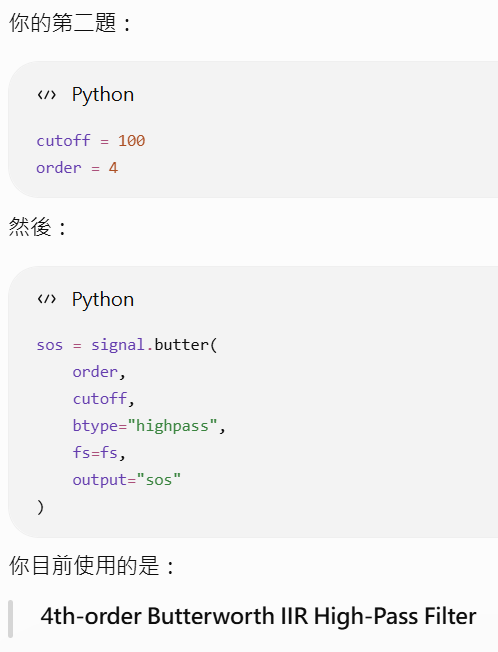 你的第二題：
Python
cutoff = 100
order = 4
然後：
Python
sos = signal.butter(
    order,
    cutoff,
    btype="highpass",
    fs=fs,
    output="sos"
)
你目前使用的是：
4th-order Butterworth IIR High-Pass Filter